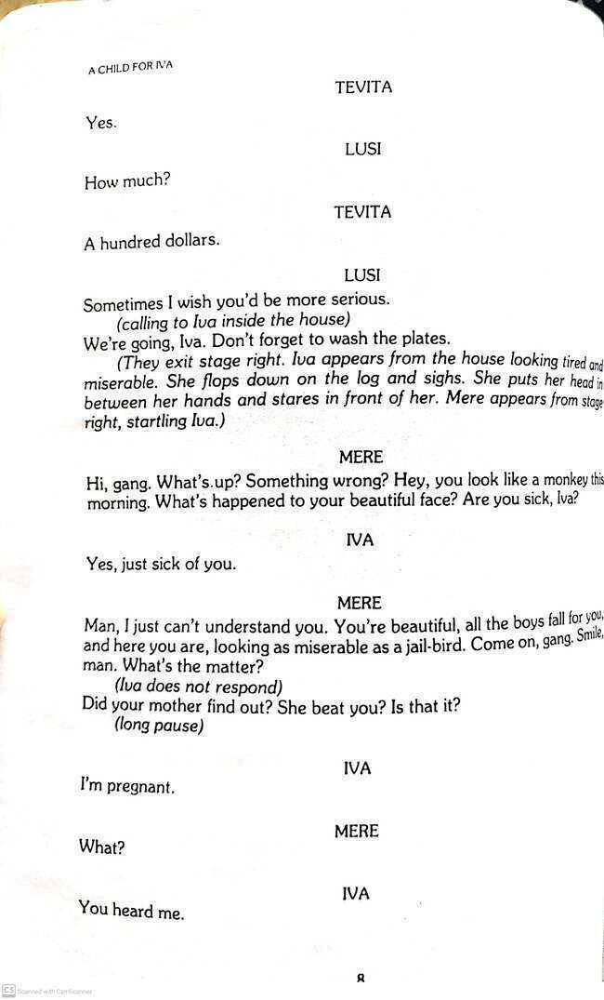 A CHILD FOR IVA
TEVITA
Yes.
LUSI
How much?
TEVITA
A hundred dollars.
LUSI
Sometimes I wish you'd be more serious.
(calling to Iva inside the house)
We're going, Iva. Don't forget to wash the plates.
(They exit stage right. Iva appears from the house looking tired and
miserable. She flops down on the log and sighs. She puts her head in
between her hands and stares in front of her. Mere appears from stage
right, startling Iva.)
MERE
Hi, gang. What's up? Something wrong? Hey, you look like a monkey this
morning. What's happened to your beautiful face? Are you sick, Iva?
IVA
Yes, just sick of you.
MERE
Man, I just can't understand you. You're beautiful, all the boys fall for you,
and here you are, looking as miserable as a jail-bird. Come on, gang. Smile,
man. What's the matter?
(Iva does not respond)
Did your mother find out? She beat you? Is that it?
(long pause)
IVA
I'm pregnant.
MERE
What?
IVA
You heard me.
8
CS Scanned with CamScanner